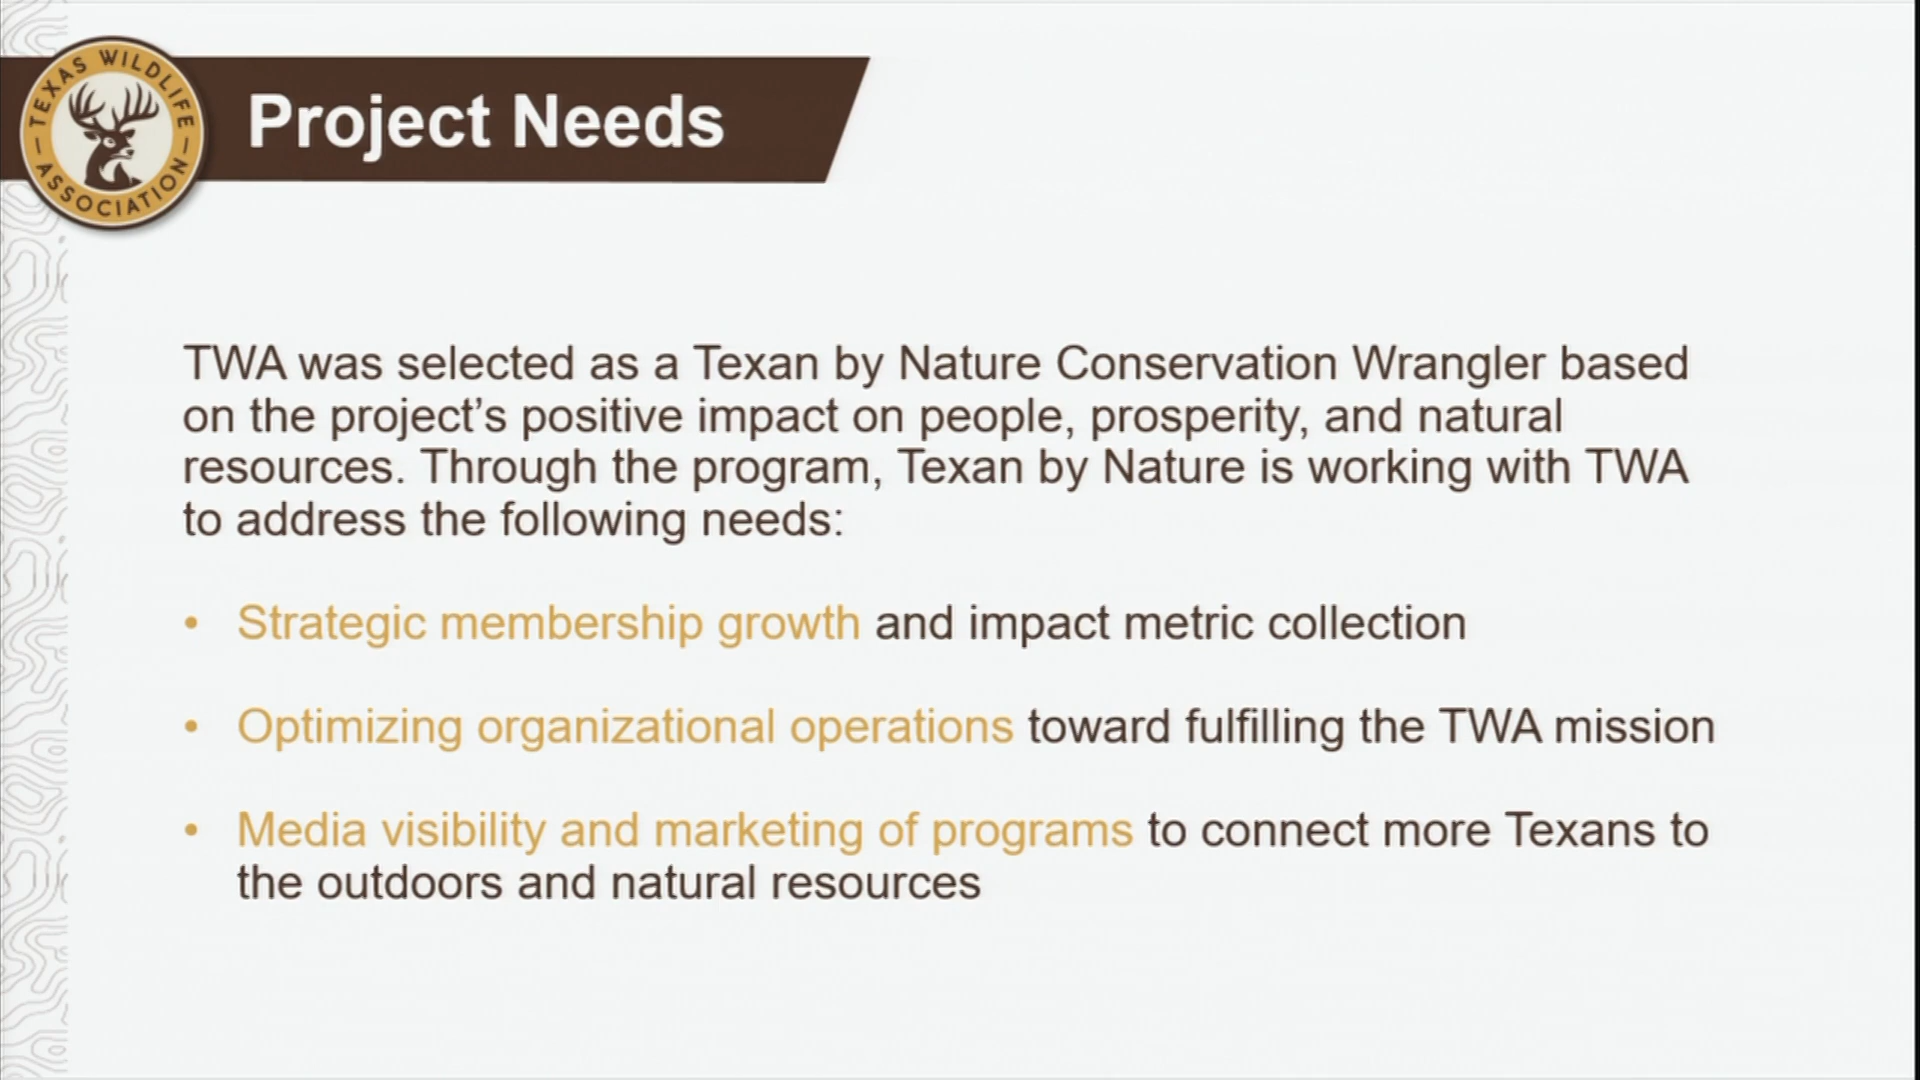 TEXAS WILDLIFE
ASSOCIATION
Project Needs
TWA was selected as a Texan by Nature Conservation Wrangler based
on the project’s positive impact on people, prosperity, and natural
resources. Through the program, Texan by Nature is working with TWA
to address the following needs:
• Strategic membership growth and impact metric collection
• Optimizing organizational operations toward fulfilling the TWA mission
• Media visibility and marketing of programs to connect more Texans to
the outdoors and natural resources